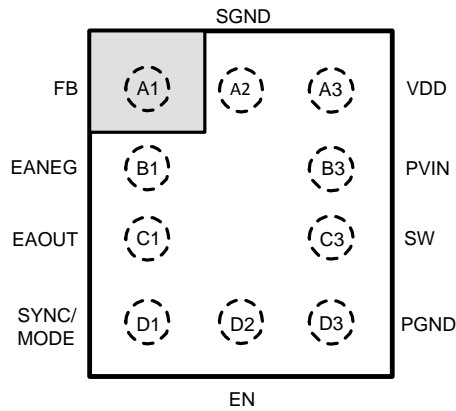 SGND
FB A1 A2 A3 VDD
EANEG B1 B3 PVIN
EAOUT C1 C3 SW
SYNC/
MODE D1 D2 D3 PGND
EN